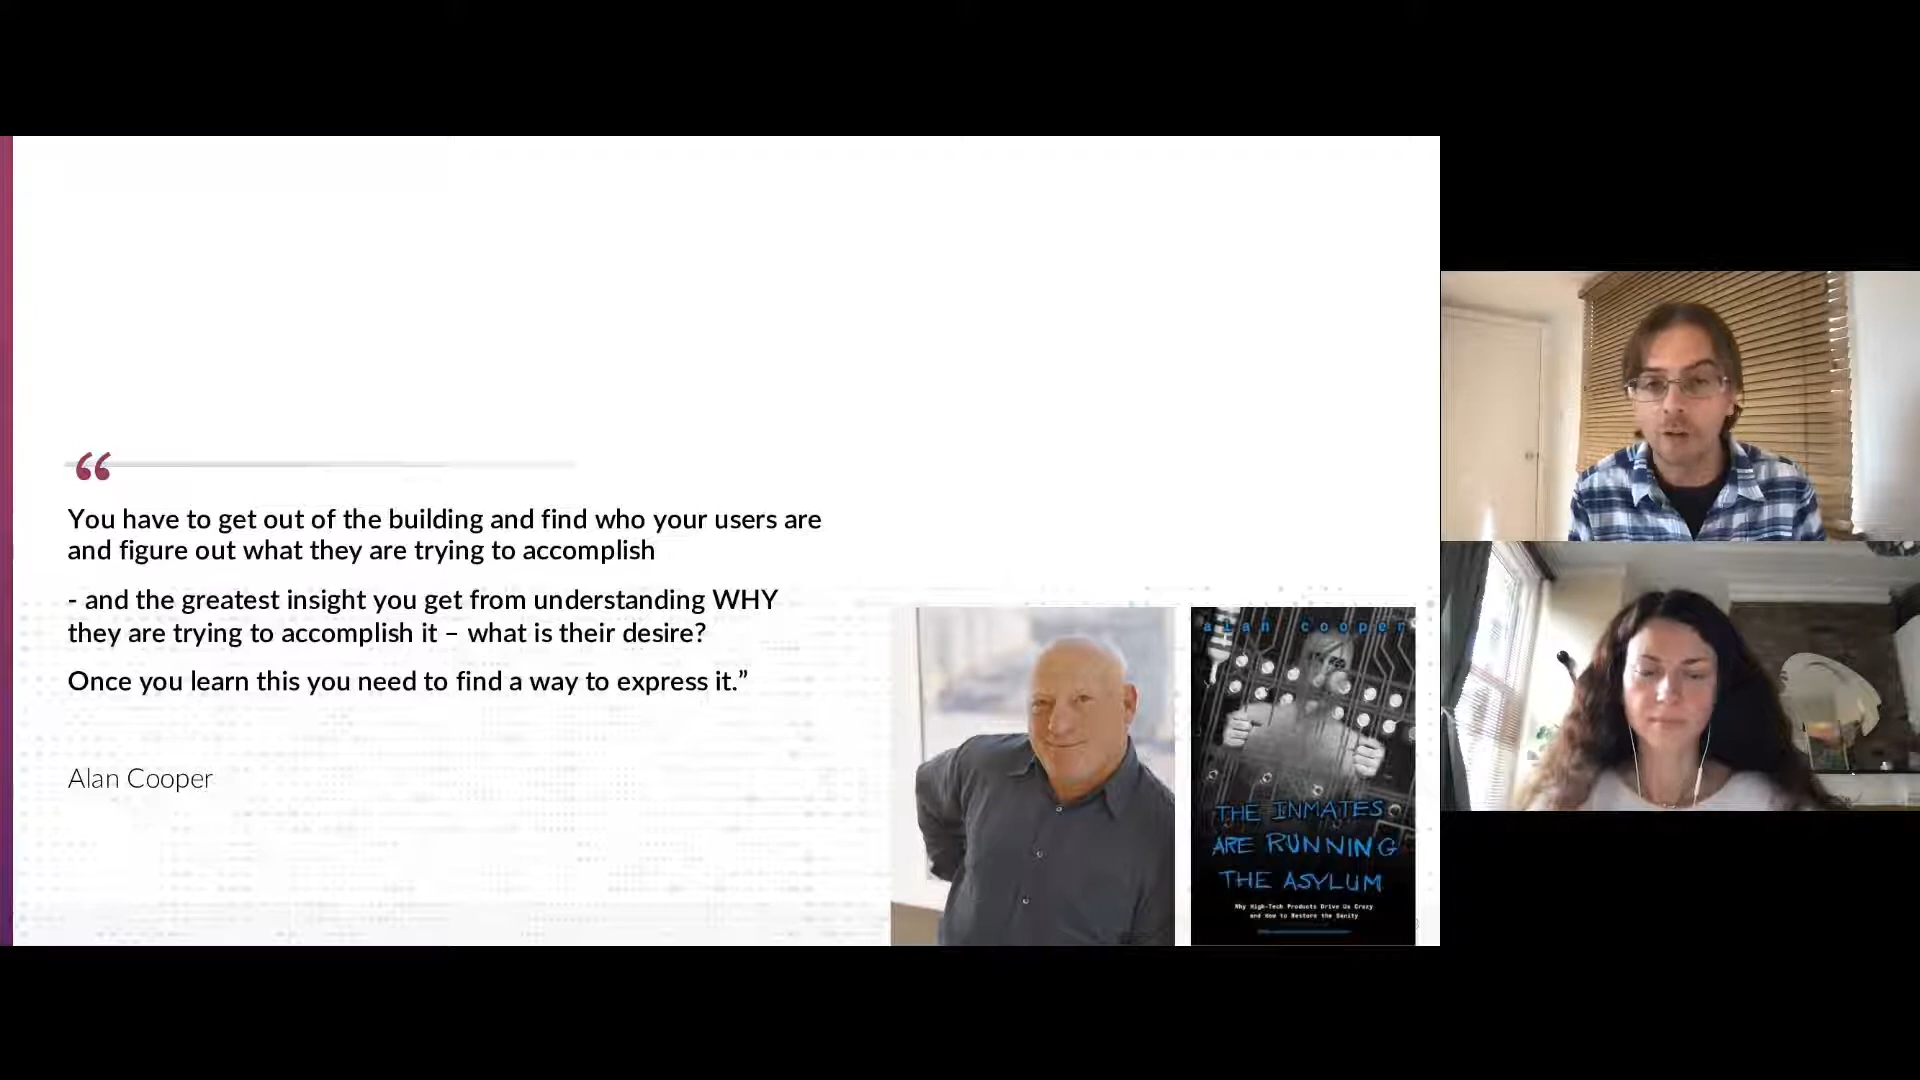 “
You have to get out of the building and find who your users are
and figure out what they are trying to accomplish
- and the greatest insight you get from understanding WHY
they are trying to accomplish it – what is their desire?
Once you learn this you need to find a way to express it.”
Alan Cooper
alan cooper
THE INMATES
ARE RUNNING
THE ASYLUM
Why High-Tech Products Drive Us Crazy
and How to Restore the Sanity